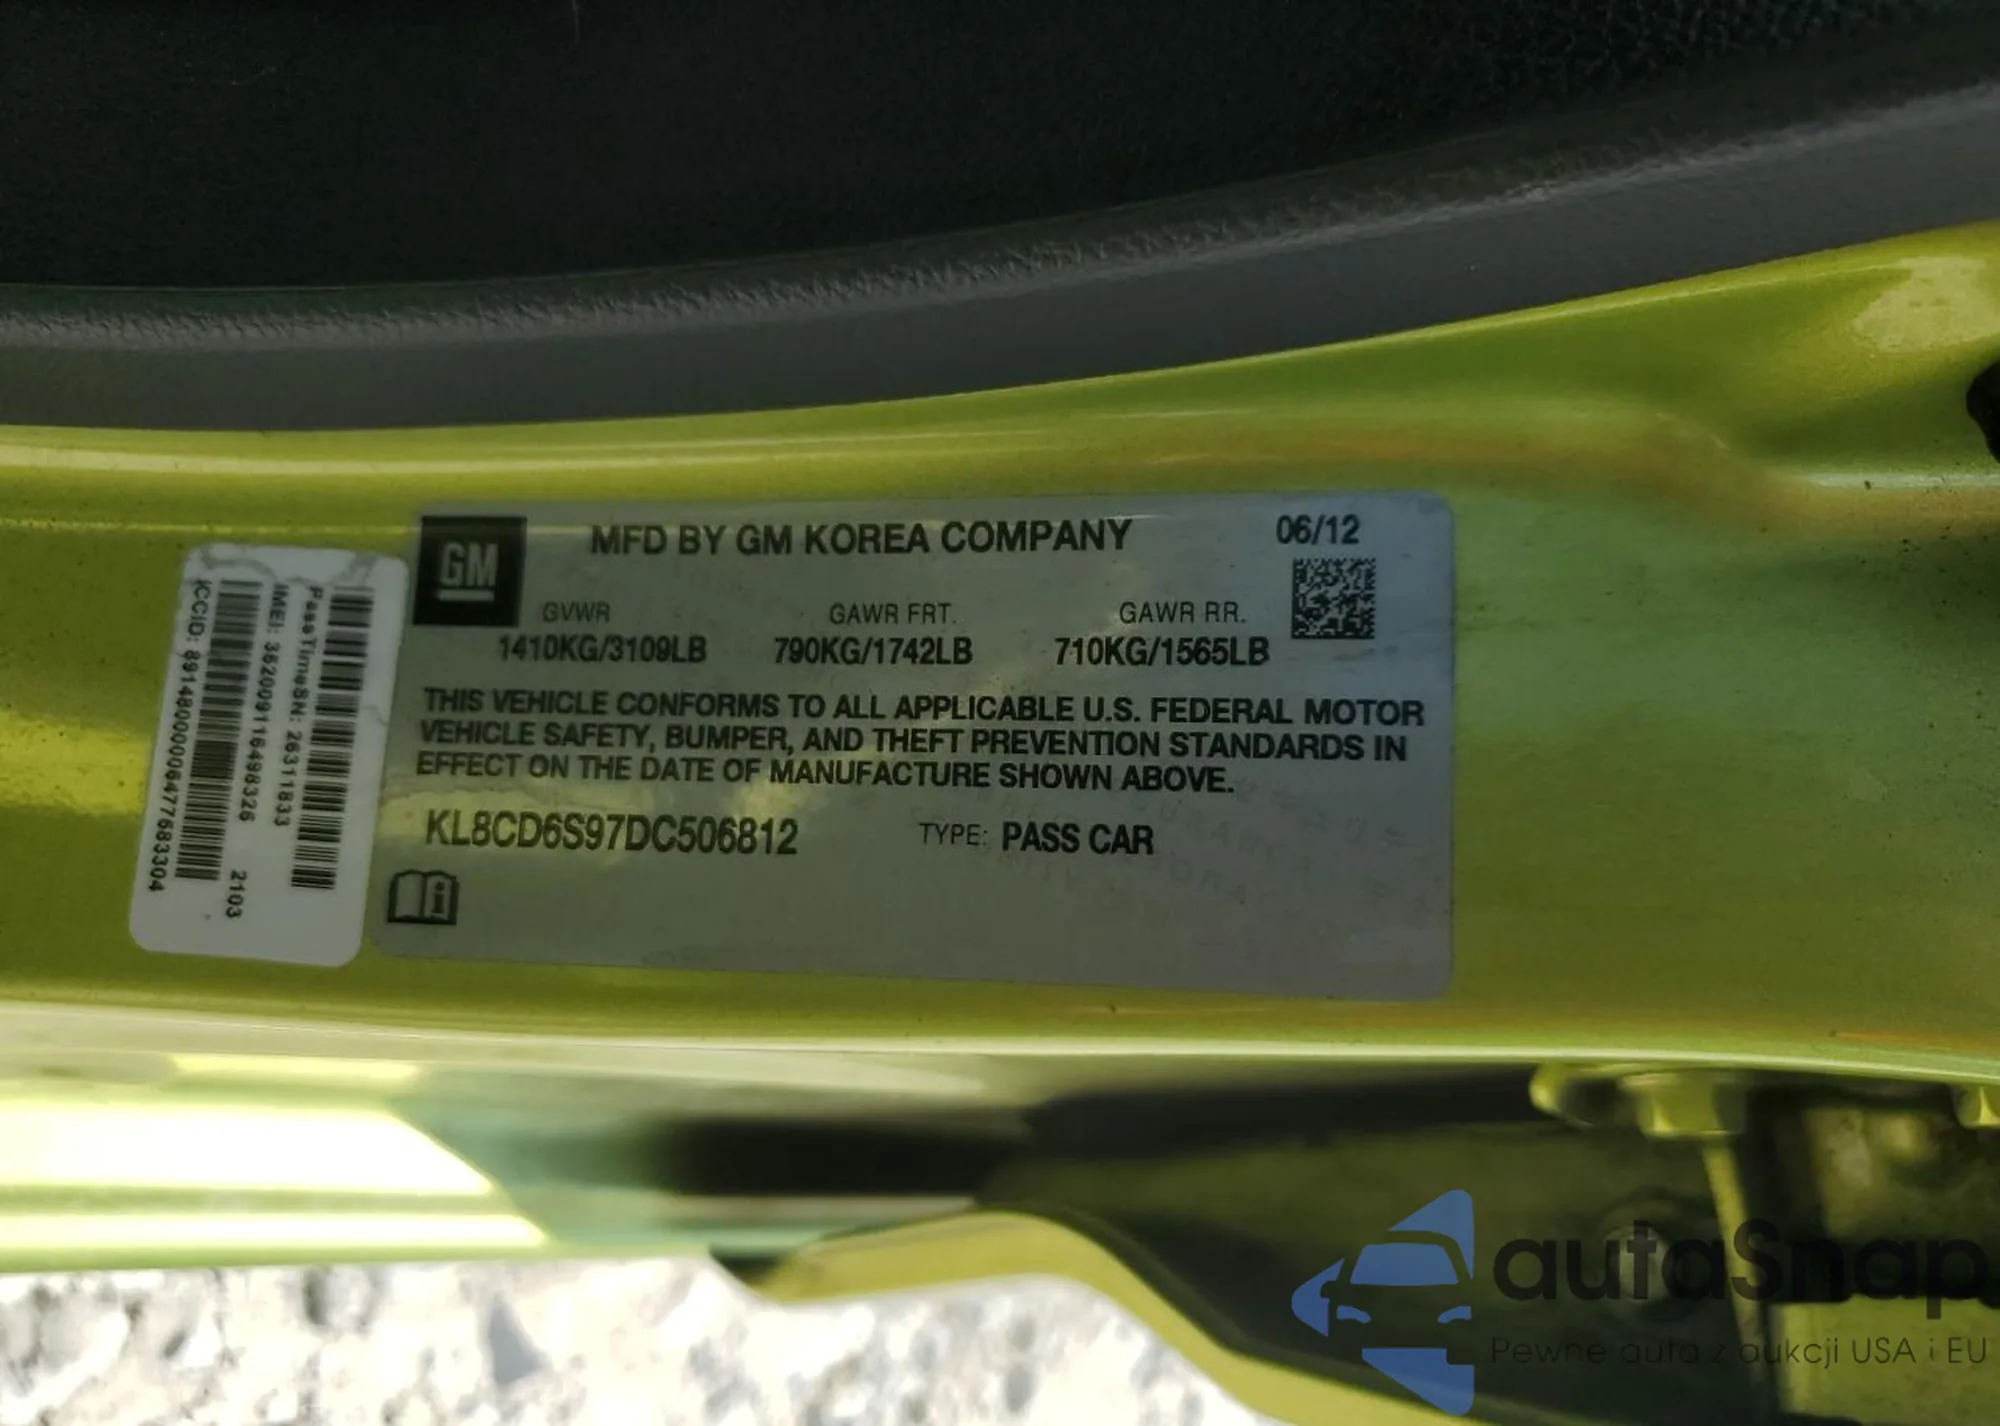 GM
MFD BY GM KOREA COMPANY
06/12
GVWR
GAWR FRT.
GAWR RR.
1410KG/3109LB
790KG/1742LB
710KG/1565LB
THIS VEHICLE CONFORMS TO ALL APPLICABLE U.S. FEDERAL MOTOR
VEHICLE SAFETY, BUMPER, AND THEFT PREVENTION STANDARDS IN
EFFECT ON THE DATE OF MANUFACTURE SHOWN ABOVE.
KL8CD6S97DC506812
TYPE: PASS CAR
PassTimeSN: 26311833
IMEI: 352009116498326
2103
ICCID: 89148000006477683304
autaSnap
Pewne auta z aukcji USA i EU